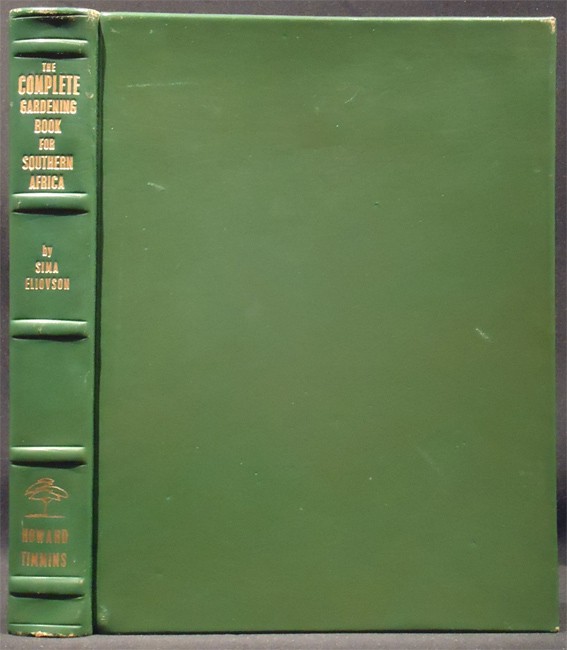 THE
COMPLETE
GARDENING
BOOK
FOR
SOUTHERN
AFRICA
by
SIMA
ELIOVSON
HOWARD
TIMMINS